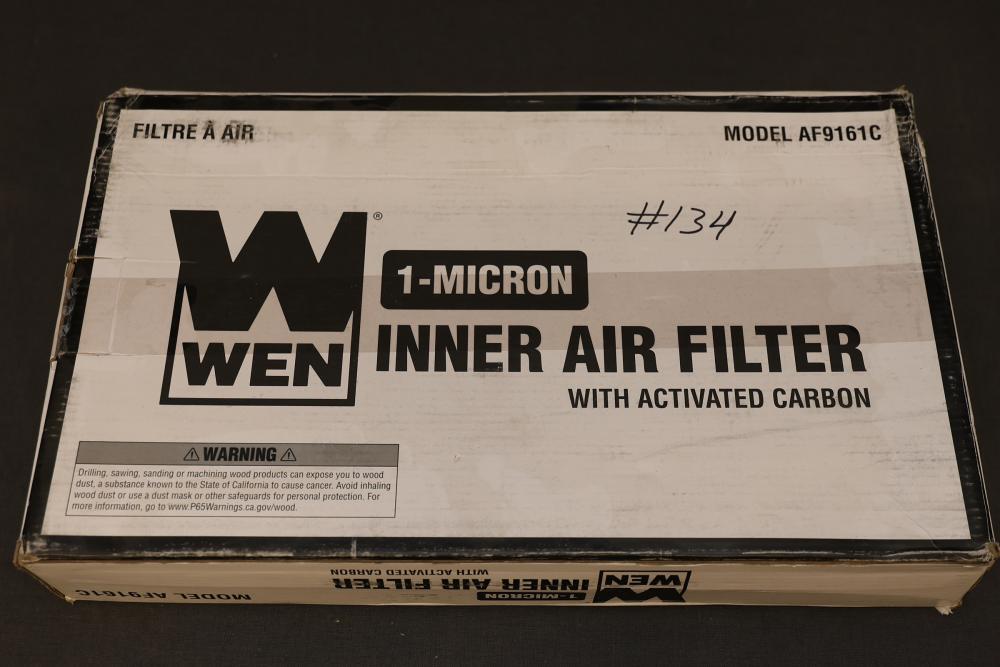 FILTRE À AIR
MODEL AF9161C
#134
®
1-MICRON
WEN
INNER AIR FILTER
WITH ACTIVATED CARBON
⚠ WARNING ⚠
Drilling, sawing, sanding or machining wood products can expose you to wood
dust, a substance known to the State of California to cause cancer. Avoid inhaling
wood dust or use a dust mask or other safeguards for personal protection. For
more information, go to www.P65Warnings.ca.gov/wood.
WEN
1-MICRON
INNER AIR FILTER
WITH ACTIVATED CARBON
MODEL AF9161C